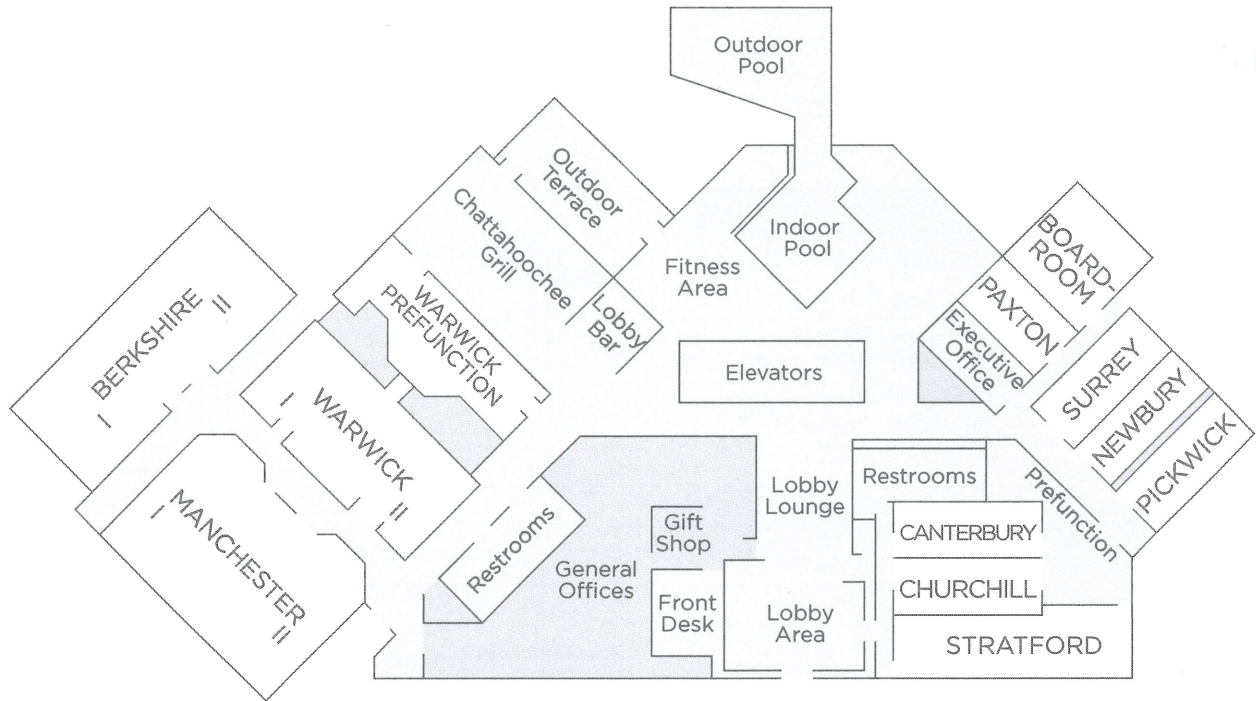 Outdoor
Pool
Outdoor
Terrace
Chattahoochee
Grill
Indoor
Pool
Fitness
Area
Lobby
Bar
WARWICK
PREFUNCTION
BERKSHIRE
I
II
WARWICK
I
II
MANCHESTER
I
II
Elevators
BOARD-
ROOM
PAXTON
Executive
Office
SURREY
NEWBURY
PICKWICK
Prefunction
Restrooms
General
Offices
Gift
Shop
Front
Desk
Lobby
Lounge
Lobby
Area
Restrooms
CANTERBURY
CHURCHILL
STRATFORD